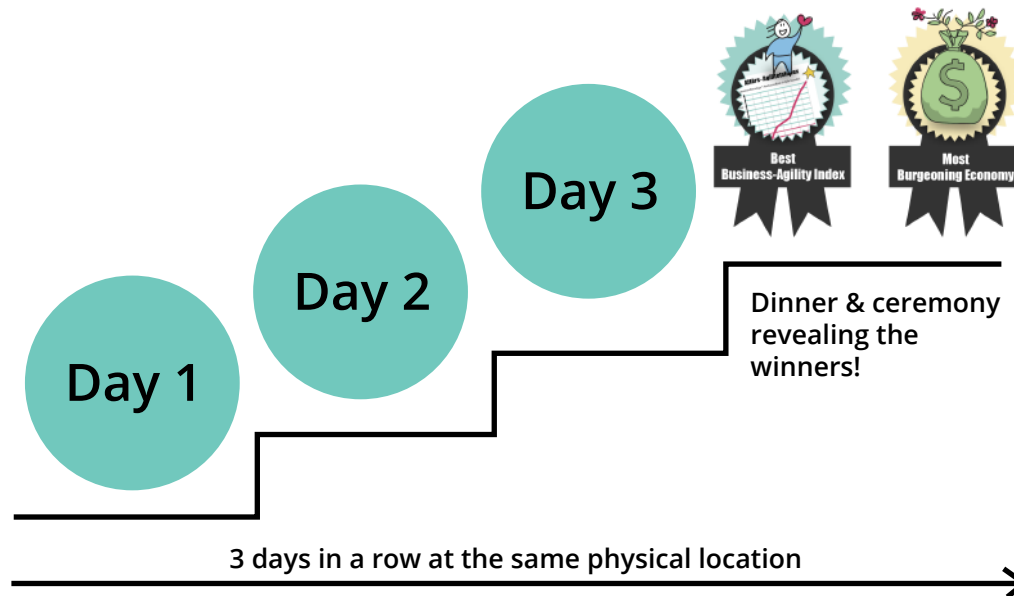 Best
Business-Agility Index
Most
Burgeoning Economy
Day 3
Day 2
Day 1
$
Dinner & ceremony
revealing the
winners!
3 days in a row at the same physical location